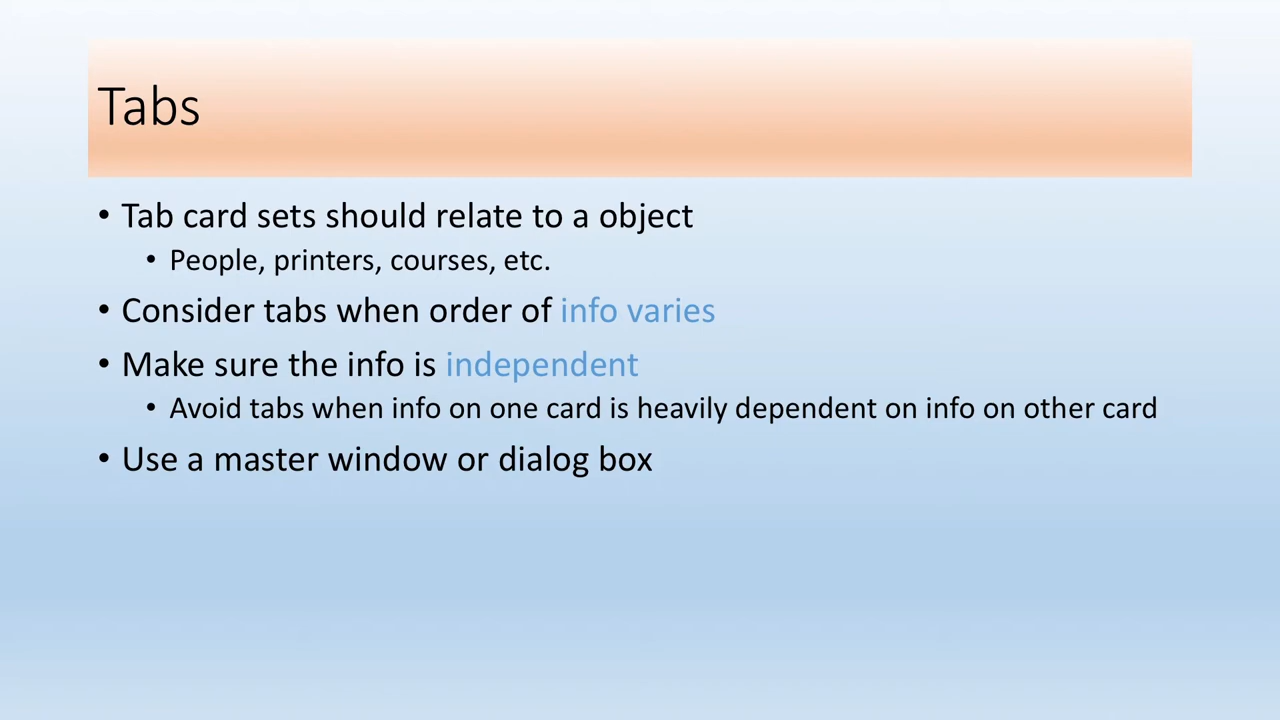 Tabs
• Tab card sets should relate to a object
• People, printers, courses, etc.
• Consider tabs when order of info varies
• Make sure the info is independent
• Avoid tabs when info on one card is heavily dependent on info on other card
• Use a master window or dialog box